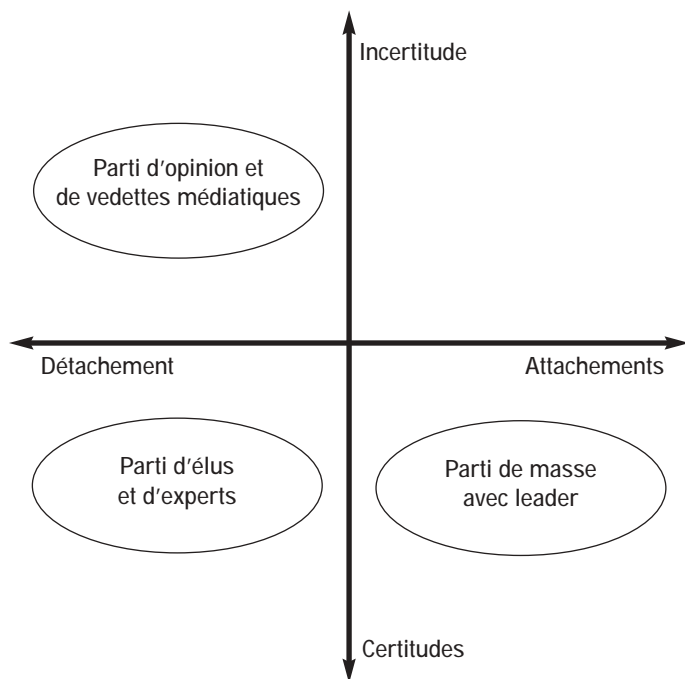 Incertitude
Parti d'opinion et
de vedettes médiatiques
Détachement
Attachements
Parti d'élus
et d'experts
Parti de masse
avec leader
Certitudes